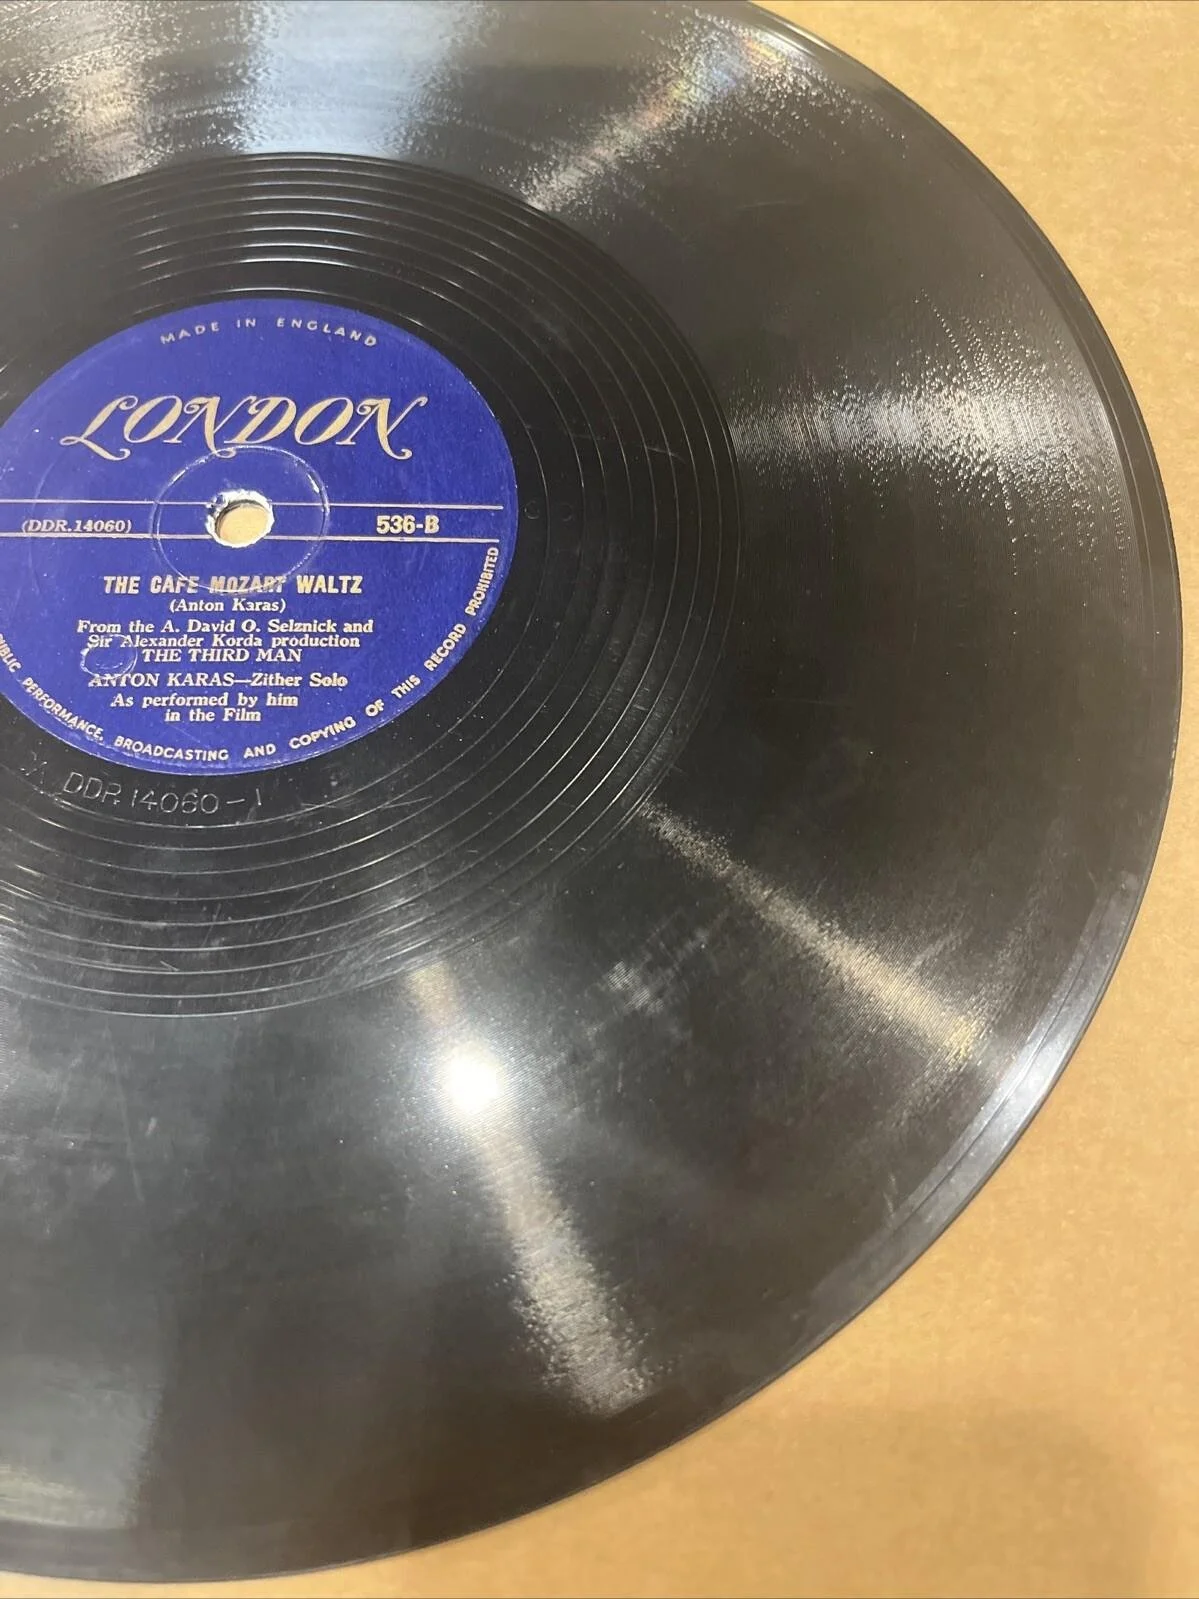 MADE IN ENGLAND
LONDON
(DDR.14060) 536-B
THE CAFE MOZART WALTZ
(Anton Karas)
From the A. David O. Selznick and
Sir Alexander Korda production
THE THIRD MAN
ANTON KARAS—Zither Solo
As performed by him
in the Film
PUBLIC PERFORMANCE, BROADCASTING AND COPYING OF THIS RECORD PROHIBITED
DDR 14060-1